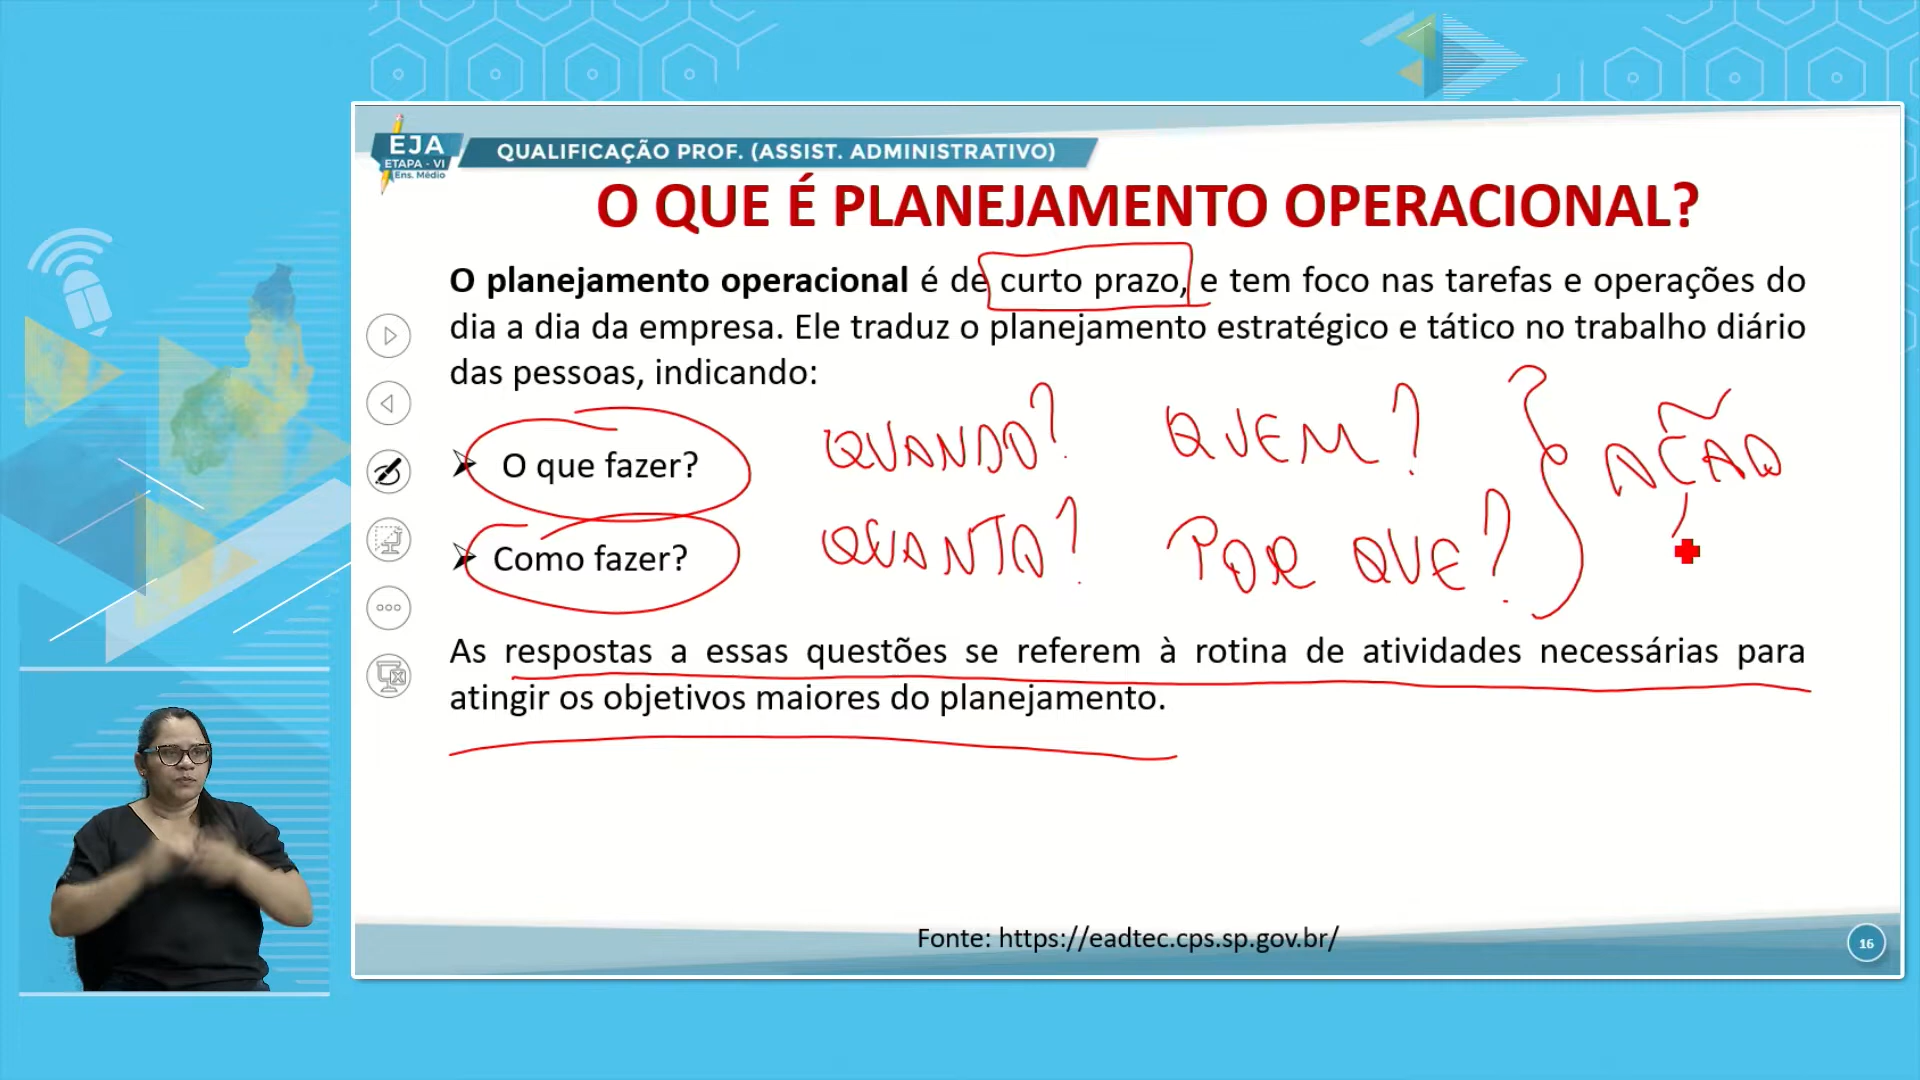 EJA
ETAPA - VI
Ens. Médio
QUALIFICAÇÃO PROF. (ASSIST. ADMINISTRATIVO)
O QUE É PLANEJAMENTO OPERACIONAL?
O planejamento operacional é de curto prazo, e tem foco nas tarefas e operações do
dia a dia da empresa. Ele traduz o planejamento estratégico e tático no trabalho diário
das pessoas, indicando:
➤ O que fazer? QUANDO? QUEM? AÇÃO
➤ Como fazer? QUANTO? POR QUE?
As respostas a essas questões se referem à rotina de atividades necessárias para
atingir os objetivos maiores do planejamento.
Fonte: https://eadtec.cps.sp.gov.br/
16